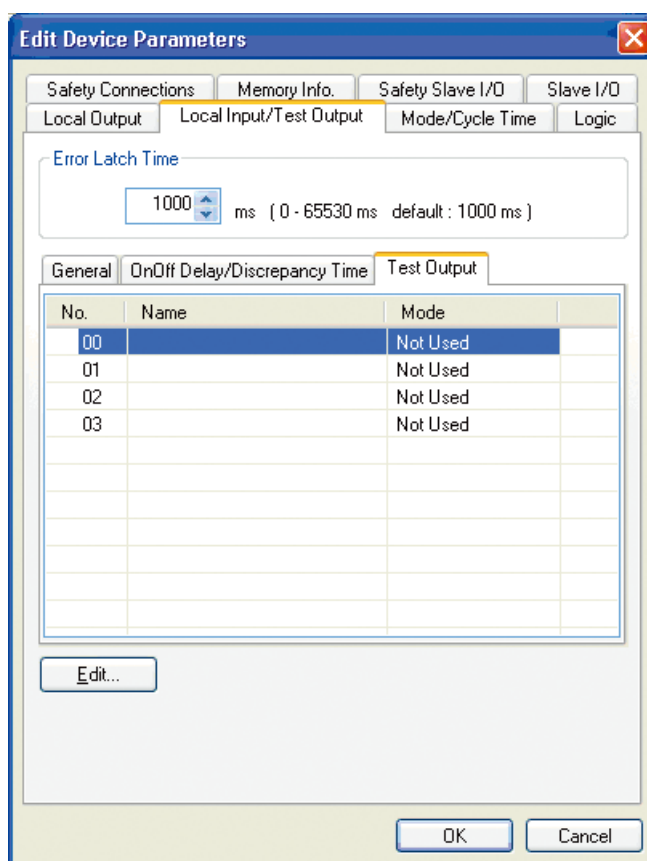 Edit Device Parameters
Safety Connections Memory Info. Safety Slave I/O Slave I/O
Local Output Local Input/Test Output Mode/Cycle Time Logic
Error Latch Time
1000 ms ( 0 - 65530 ms default : 1000 ms )
General OnOff Delay/Discrepancy Time Test Output
No. Name Mode
00 Not Used
01 Not Used
02 Not Used
03 Not Used
Edit...
OK Cancel